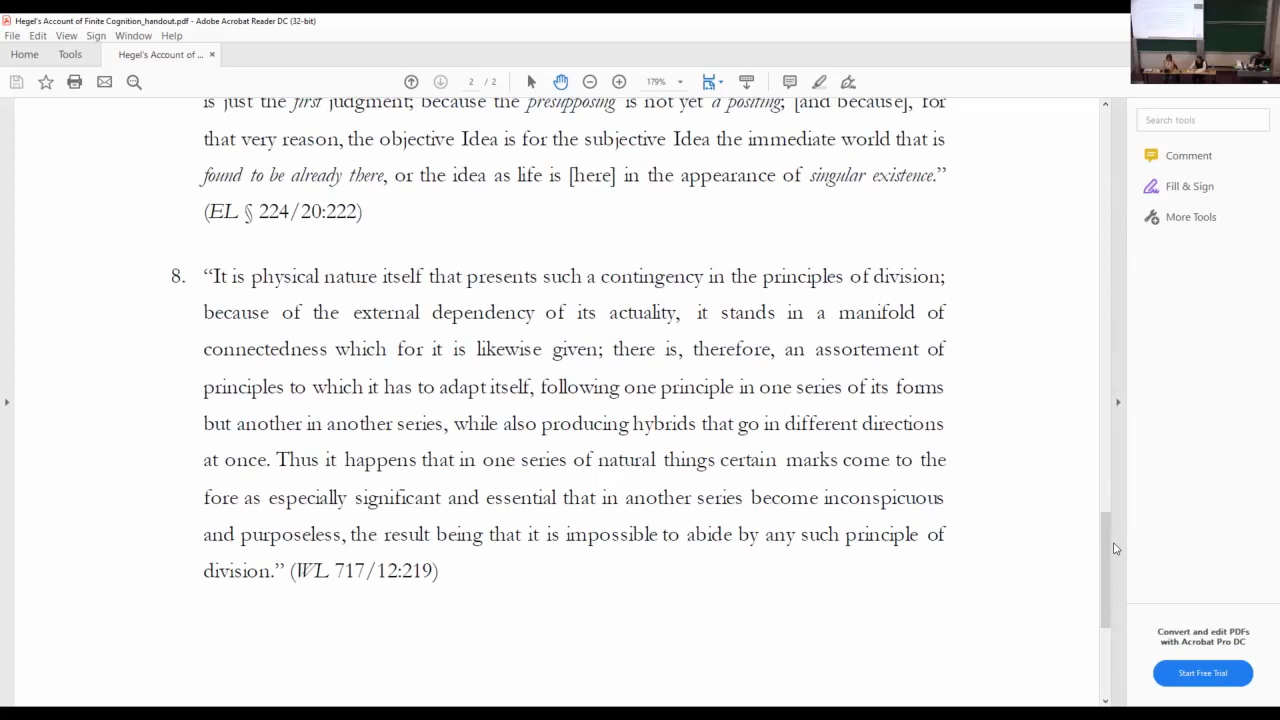 Hegel's Account of Finite Cognition_handout.pdf - Adobe Acrobat Reader DC (32-bit)
File Edit View Sign Window Help
Home Tools Hegel's Account of ... ×
2 / 2 179%
Search tools
Comment
Fill & Sign
More Tools
is just the first judgment; because the presupposing is not yet a positing; [and because], for
that very reason, the objective Idea is for the subjective Idea the immediate world that is
found to be already there, or the idea as life is [here] in the appearance of singular existence.”
(EL § 224/20:222)
8. “It is physical nature itself that presents such a contingency in the principles of division;
because of the external dependency of its actuality, it stands in a manifold of
connectedness which for it is likewise given; there is, therefore, an assortement of
principles to which it has to adapt itself, following one principle in one series of its forms
but another in another series, while also producing hybrids that go in different directions
at once. Thus it happens that in one series of natural things certain marks come to the
fore as especially significant and essential that in another series become inconspicuous
and purposeless, the result being that it is impossible to abide by any such principle of
division.” (WL 717/12:219)
Convert and edit PDFs
with Acrobat Pro DC
Start Free Trial